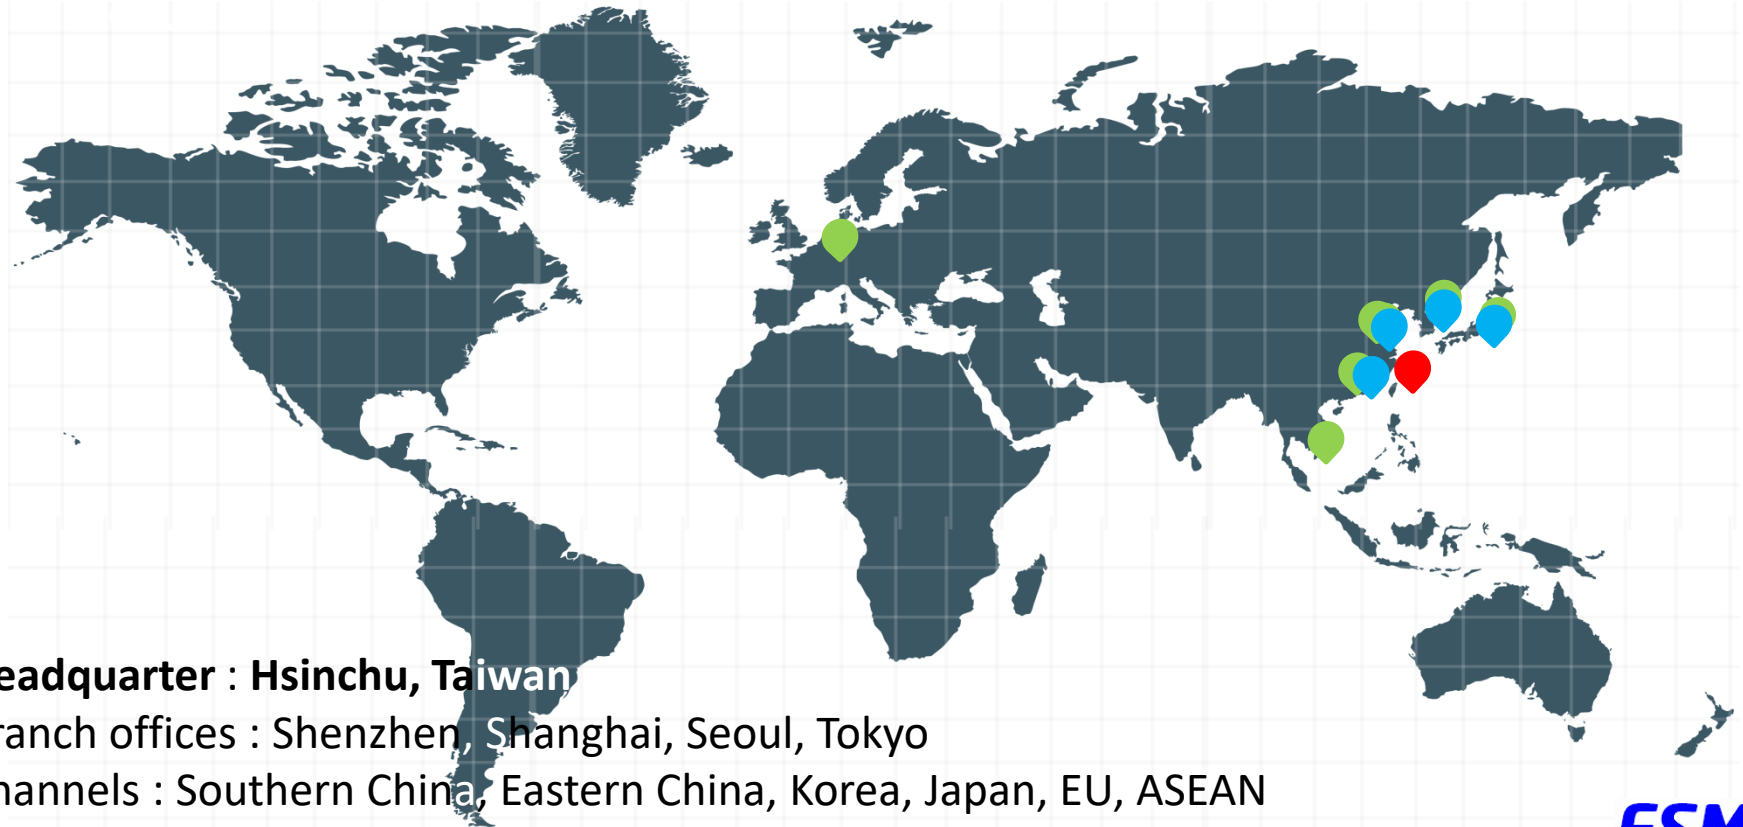 eadquarter : Hsinchu, Taiwan
ranch offices : Shenzhen, Shanghai, Seoul, Tokyo
hannels : Southern China, Eastern China, Korea, Japan, EU, ASEAN